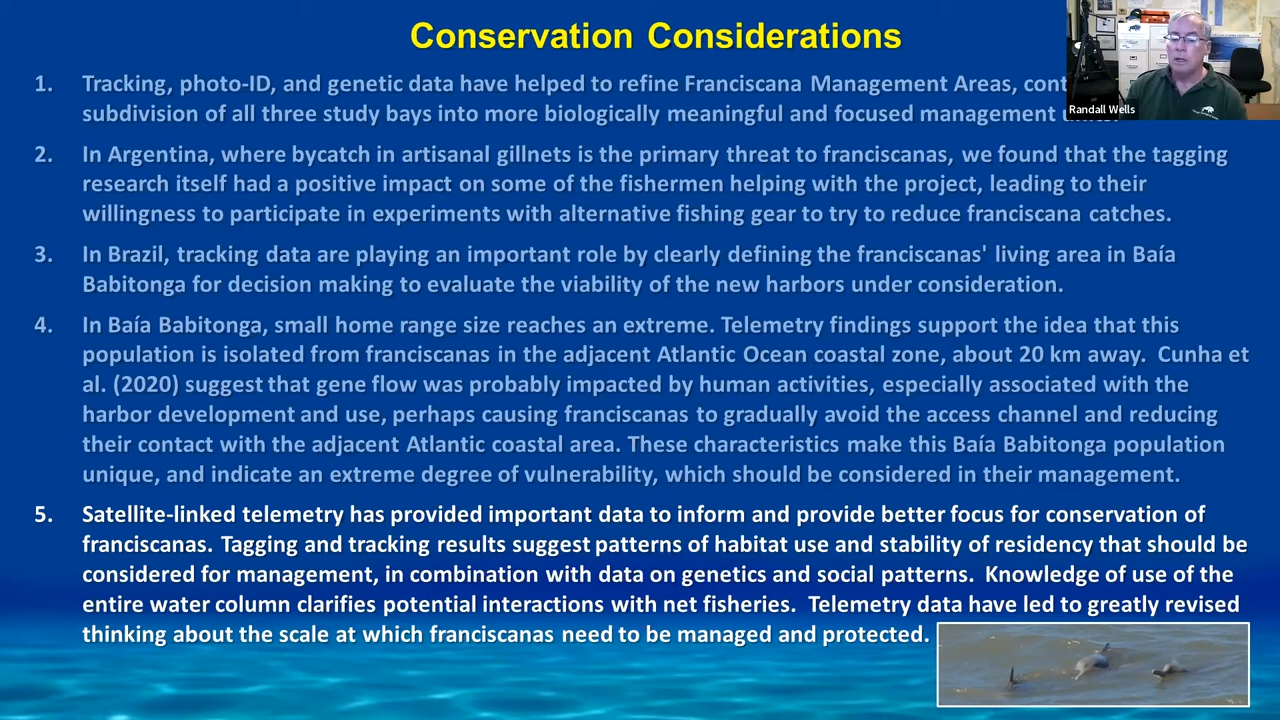 Conservation Considerations
Randall Wells
1. Tracking, photo-ID, and genetic data have helped to refine Franciscana Management Areas,
subdivision of all three study bays into more biologically meaningful and focused management
2. In Argentina, where bycatch in artisanal gillnets is the primary threat to franciscanas, we found that the tagging
research itself had a positive impact on some of the fishermen helping with the project, leading to their
willingness to participate in experiments with alternative fishing gear to try to reduce franciscana catches.
3. In Brazil, tracking data are playing an important role by clearly defining the franciscanas' living area in Baía
Babitonga for decision making to evaluate the viability of the new harbors under consideration.
4. In Baía Babitonga, small home range size reaches an extreme. Telemetry findings support the idea that this
population is isolated from franciscanas in the adjacent Atlantic Ocean coastal zone, about 20 km away. Cunha et
al. (2020) suggest that gene flow was probably impacted by human activities, especially associated with the
harbor development and use, perhaps causing franciscanas to gradually avoid the access channel and reducing
their contact with the adjacent Atlantic coastal area. These characteristics make this Baía Babitonga population
unique, and indicate an extreme degree of vulnerability, which should be considered in their management.
5. Satellite-linked telemetry has provided important data to inform and provide better focus for conservation of
franciscanas. Tagging and tracking results suggest patterns of habitat use and stability of residency that should be
considered for management, in combination with data on genetics and social patterns. Knowledge of use of the
entire water column clarifies potential interactions with net fisheries. Telemetry data have led to greatly revised
thinking about the scale at which franciscanas need to be managed and protected.